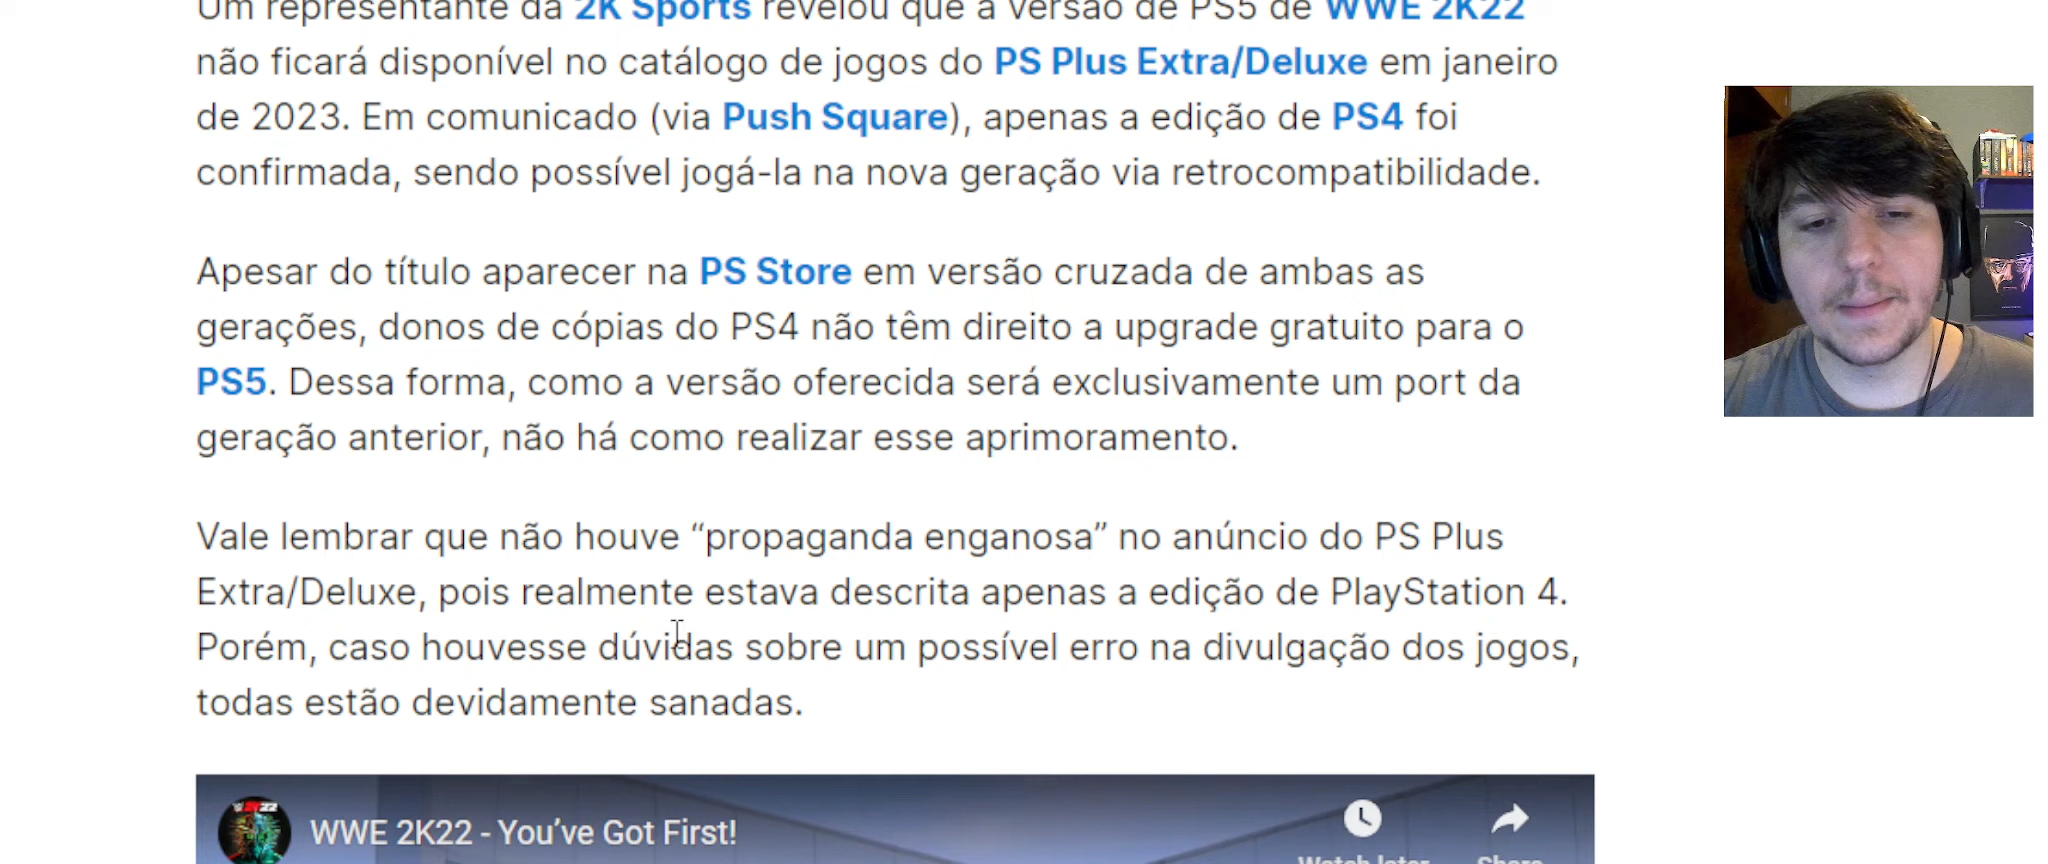 Um representante da 2K Sports revelou que a versão de PS5 de WWE 2K22
não ficará disponível no catálogo de jogos do PS Plus Extra/Deluxe em janeiro
de 2023. Em comunicado (via Push Square), apenas a edição de PS4 foi
confirmada, sendo possível jogá-la na nova geração via retrocompatibilidade.
Apesar do título aparecer na PS Store em versão cruzada de ambas as
gerações, donos de cópias do PS4 não têm direito a upgrade gratuito para o
PS5. Dessa forma, como a versão oferecida será exclusivamente um port da
geração anterior, não há como realizar esse aprimoramento.
Vale lembrar que não houve “propaganda enganosa” no anúncio do PS Plus
Extra/Deluxe, pois realmente estava descrita apenas a edição de PlayStation 4.
Porém, caso houvesse dúvidas sobre um possível erro na divulgação dos jogos,
todas estão devidamente sanadas.
WWE 2K22 - You’ve Got First!
Watch later Share